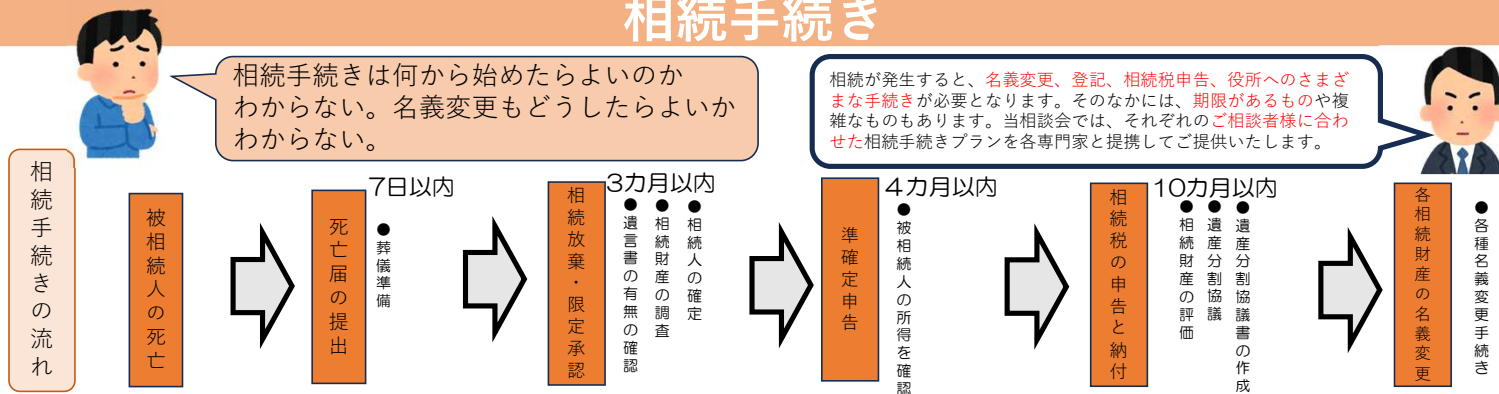 相続手続き
相続手続きは何から始めたらよいのか
わからない。名義変更もどうしたらよいか
わからない。
相続が発生すると、名義変更、登記、相続税申告、役所へのさまざ
まな手続きが必要となります。そのなかには、期限があるものや複
雑なものもあります。当相談会では、それぞれのご相談者様に合わ
せた相続手続きプランを各専門家と提携してご提供いたします。
相続手続きの流れ
被相続人の死亡
死亡届の提出
7日以内
●葬儀準備
相続放棄・限定承認
3カ月以内
●相続人の確定
●相続財産の調査
●遺言書の有無の確認
準確定申告
4カ月以内
●被相続人の所得を確認
相続税の申告と納付
10カ月以内
●遺産分割協議書の作成
●遺産分割協議
●相続財産の評価
各相続財産の名義変更
●各種名義変更手続き